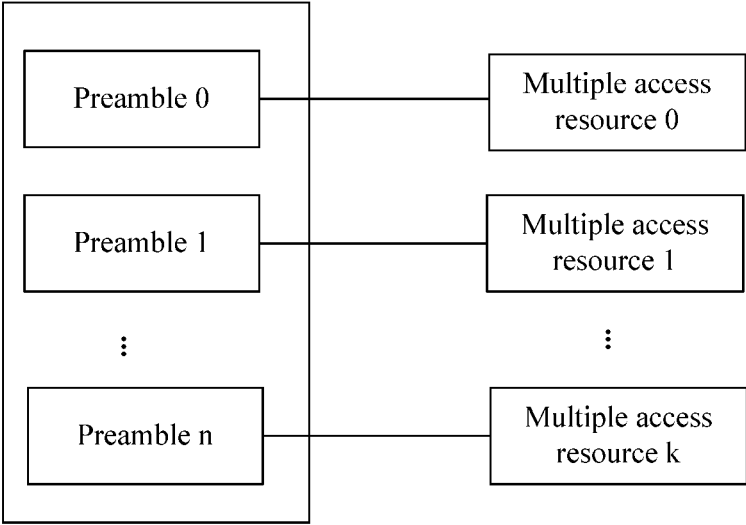 Preamble 0
Multiple access
resource 0
Preamble 1
Multiple access
resource 1
Preamble n
Multiple access
resource k